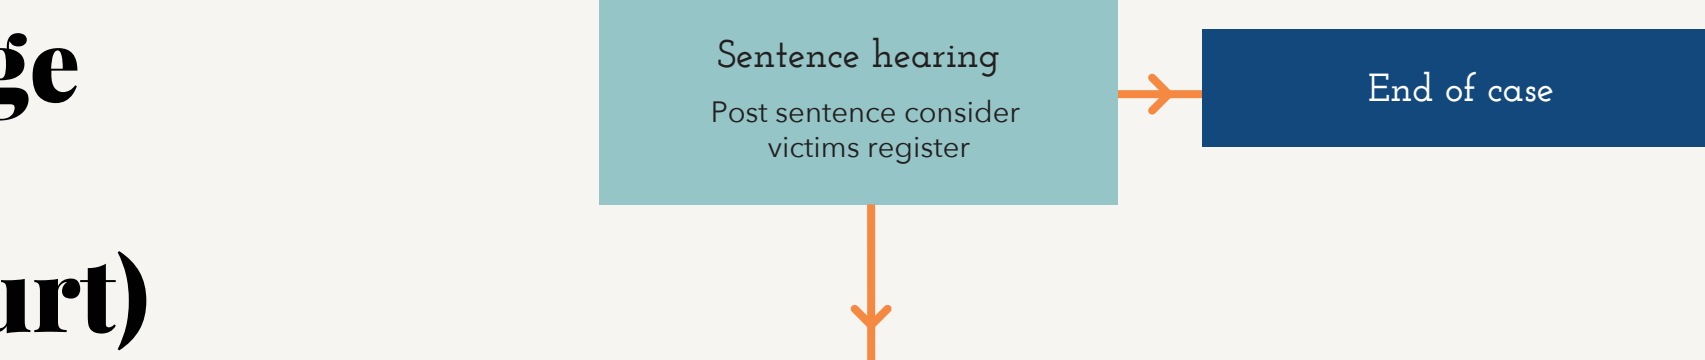 ge
urt)
Sentence hearing
Post sentence consider
victims register
End of case